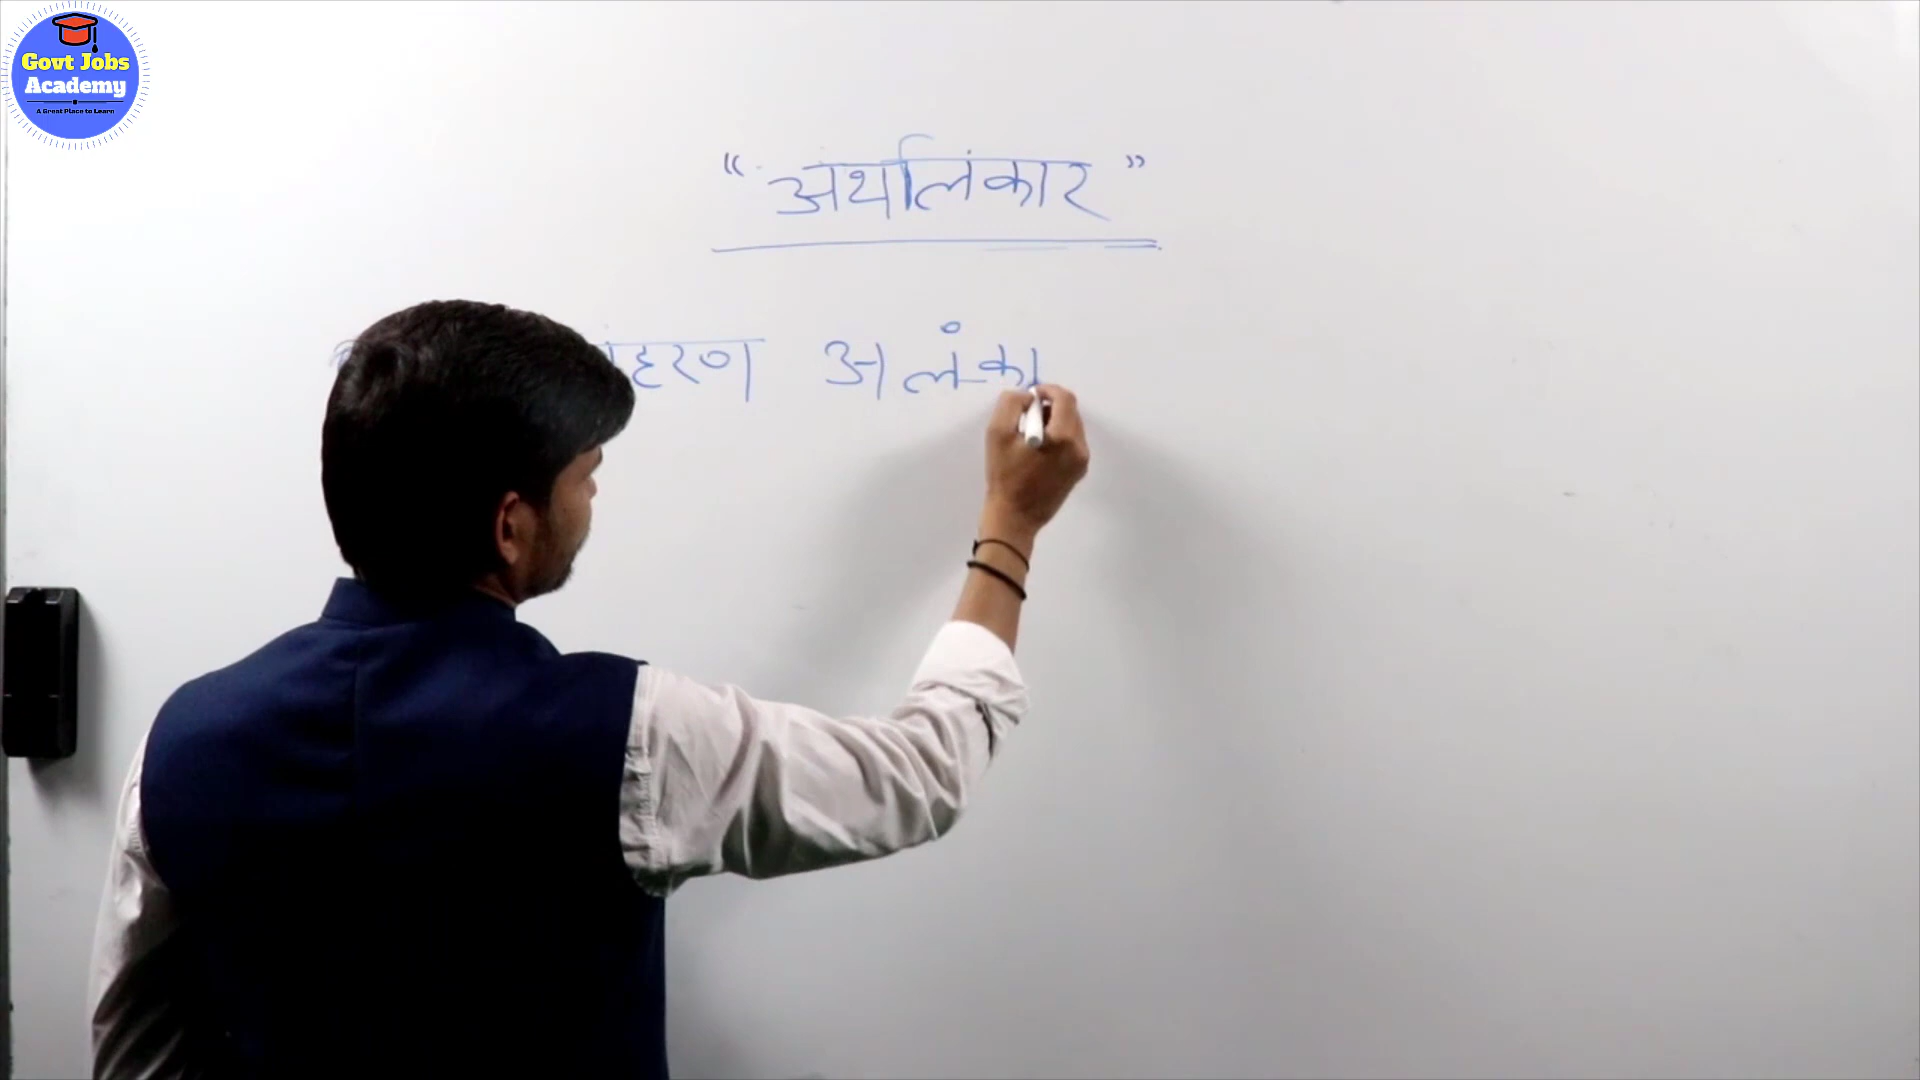 Govt Jobs
Academy
A Great Place to Learn
“ अर्थालंकार ”
हरण अलंका